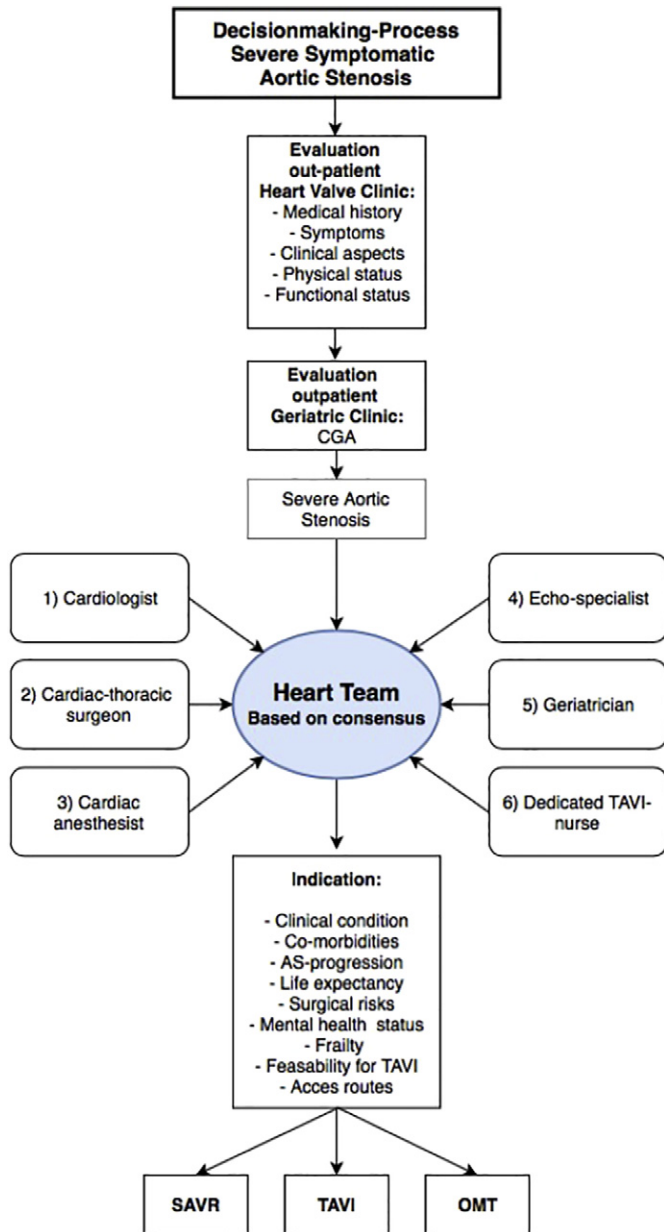 Decisionmaking-Process
Severe Symptomatic
Aortic Stenosis
Evaluation
out-patient
Heart Valve Clinic:
- Medical history
- Symptoms
- Clinical aspects
- Physical status
- Functional status
Evaluation
outpatient
Geriatric Clinic:
CGA
Severe Aortic
Stenosis
1) Cardiologist
2) Cardiac-thoracic
surgeon
3) Cardiac
anesthesist
Heart Team
Based on consensus
4) Echo-specialist
5) Geriatrician
6) Dedicated TAVI-
nurse
Indication:
- Clinical condition
- Co-morbidities
- AS-progression
- Life expectancy
- Surgical risks
- Mental health status
- Frailty
- Feasability for TAVI
- Acces routes
SAVR
TAVI
OMT